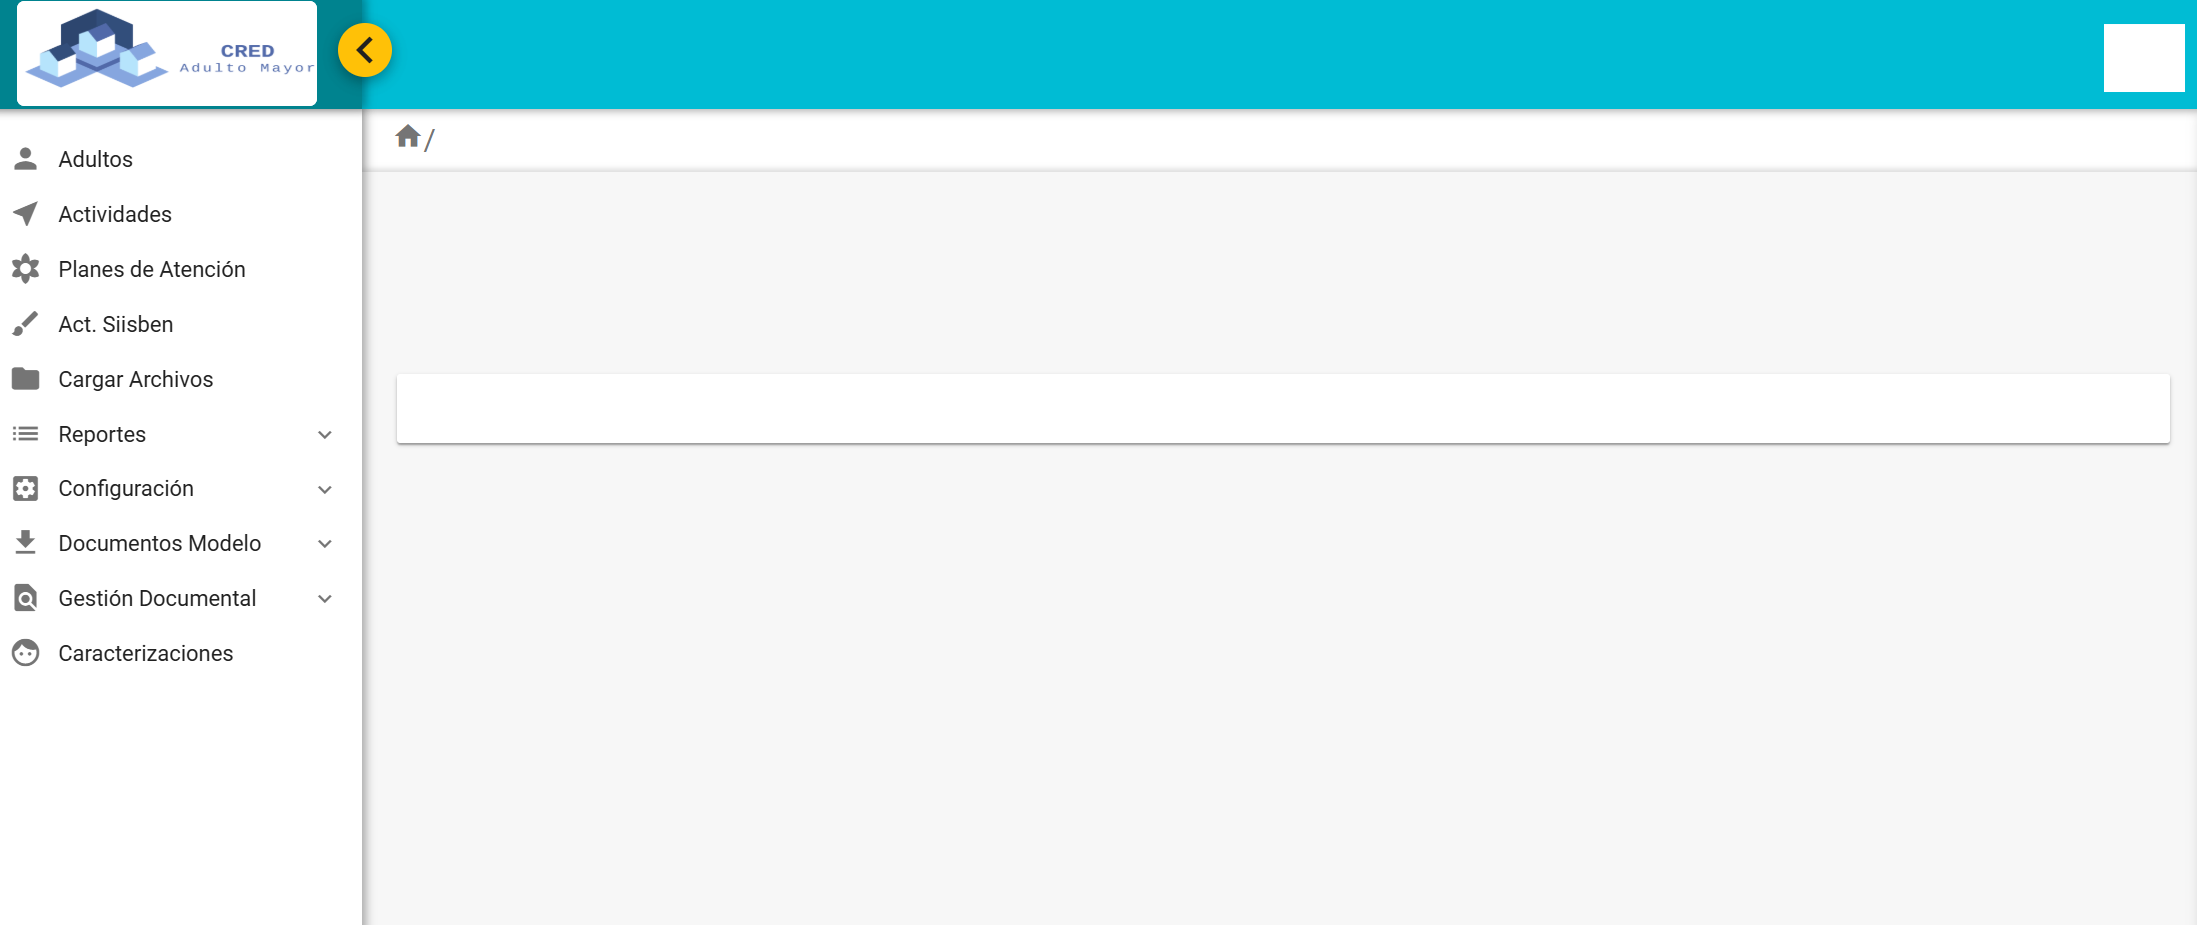 CRED
Adulto Mayor
/
Adultos
Actividades
Planes de Atención
Act. Siisben
Cargar Archivos
Reportes
Configuración
Documentos Modelo
Gestión Documental
Caracterizaciones